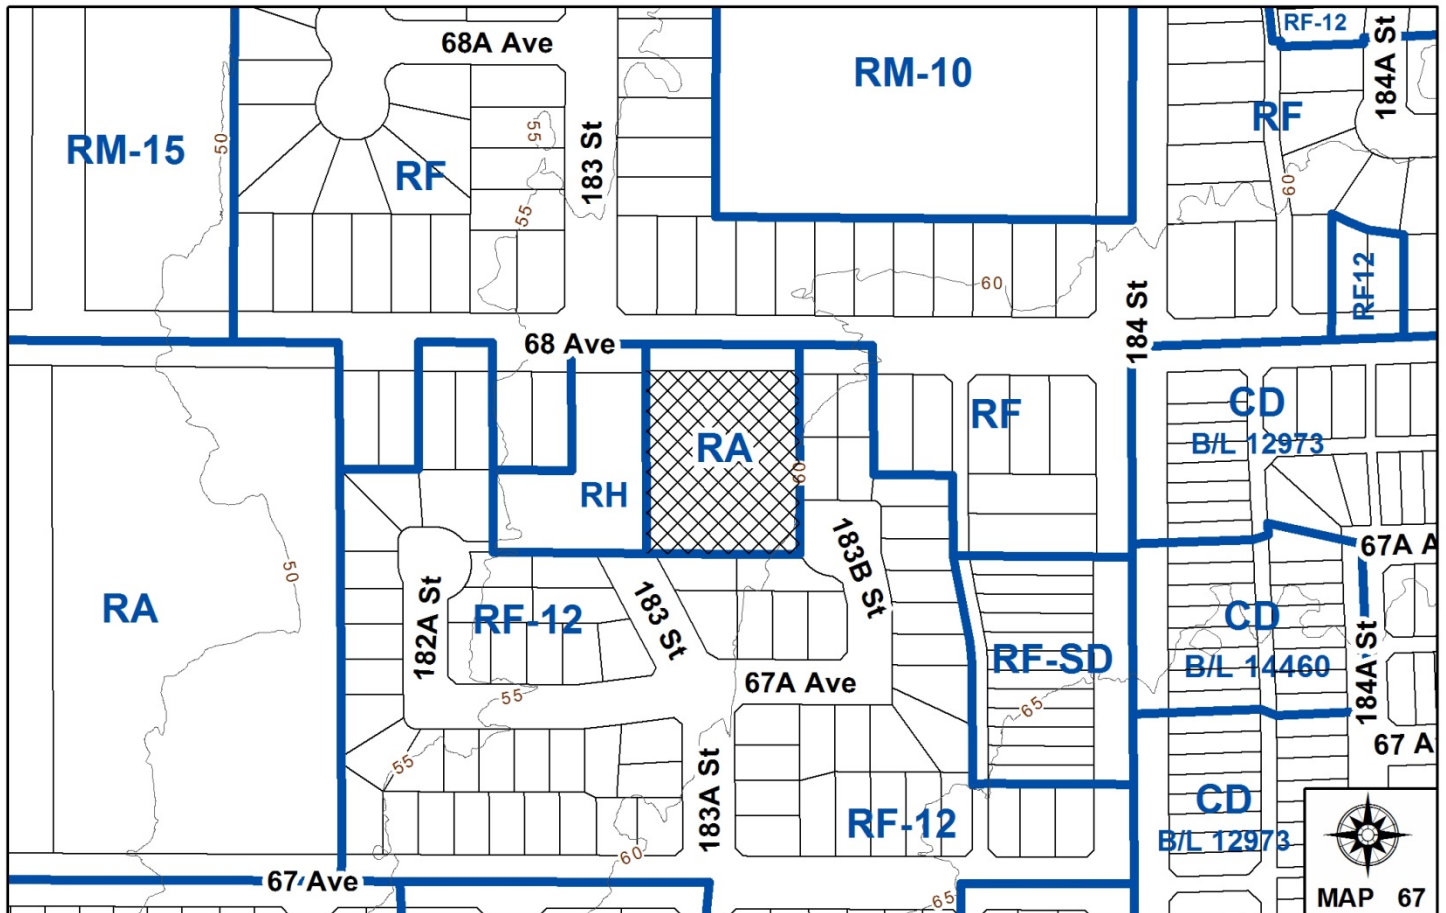 RF-12
184A St
68A Ave
RM-10
RF
RM-15
50
55
183 St
RF
60
55
RF12
60
184 St
68 Ave
CD
B/L 12973
RF
RA
60
RH
183B St
67A A
50
RA
182A St
RF-12
183 St
CD
B/L 14460
RF-SD
184A St
67A Ave
55
65
67 A
55
183A St
CD
B/L 12973
RF-12
60
67 Ave
65
MAP 67